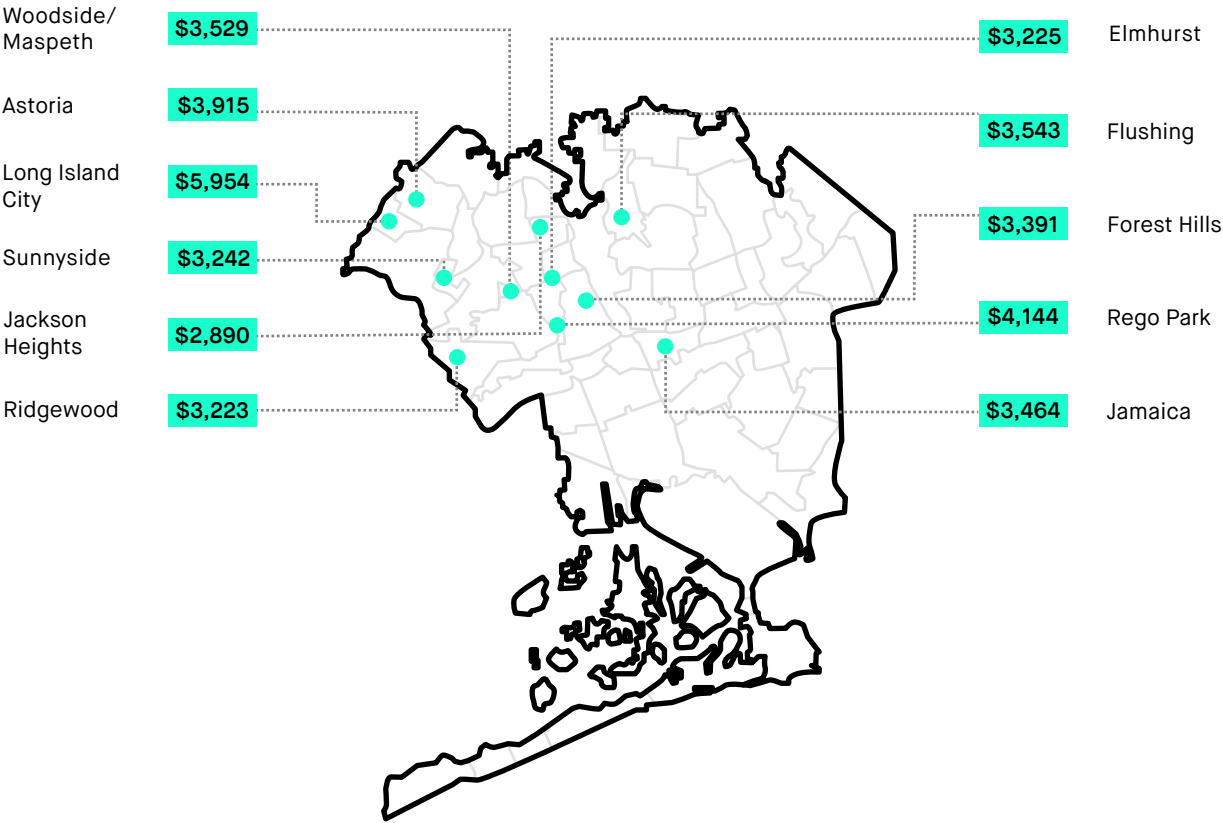 Woodside/
Maspeth
$3,529
Astoria
$3,915
Long Island
City
$5,954
Sunnyside
$3,242
Jackson
Heights
$2,890
Ridgewood
$3,223
$3,225
Elmhurst
$3,543
Flushing
$3,391
Forest Hills
$4,144
Rego Park
$3,464
Jamaica